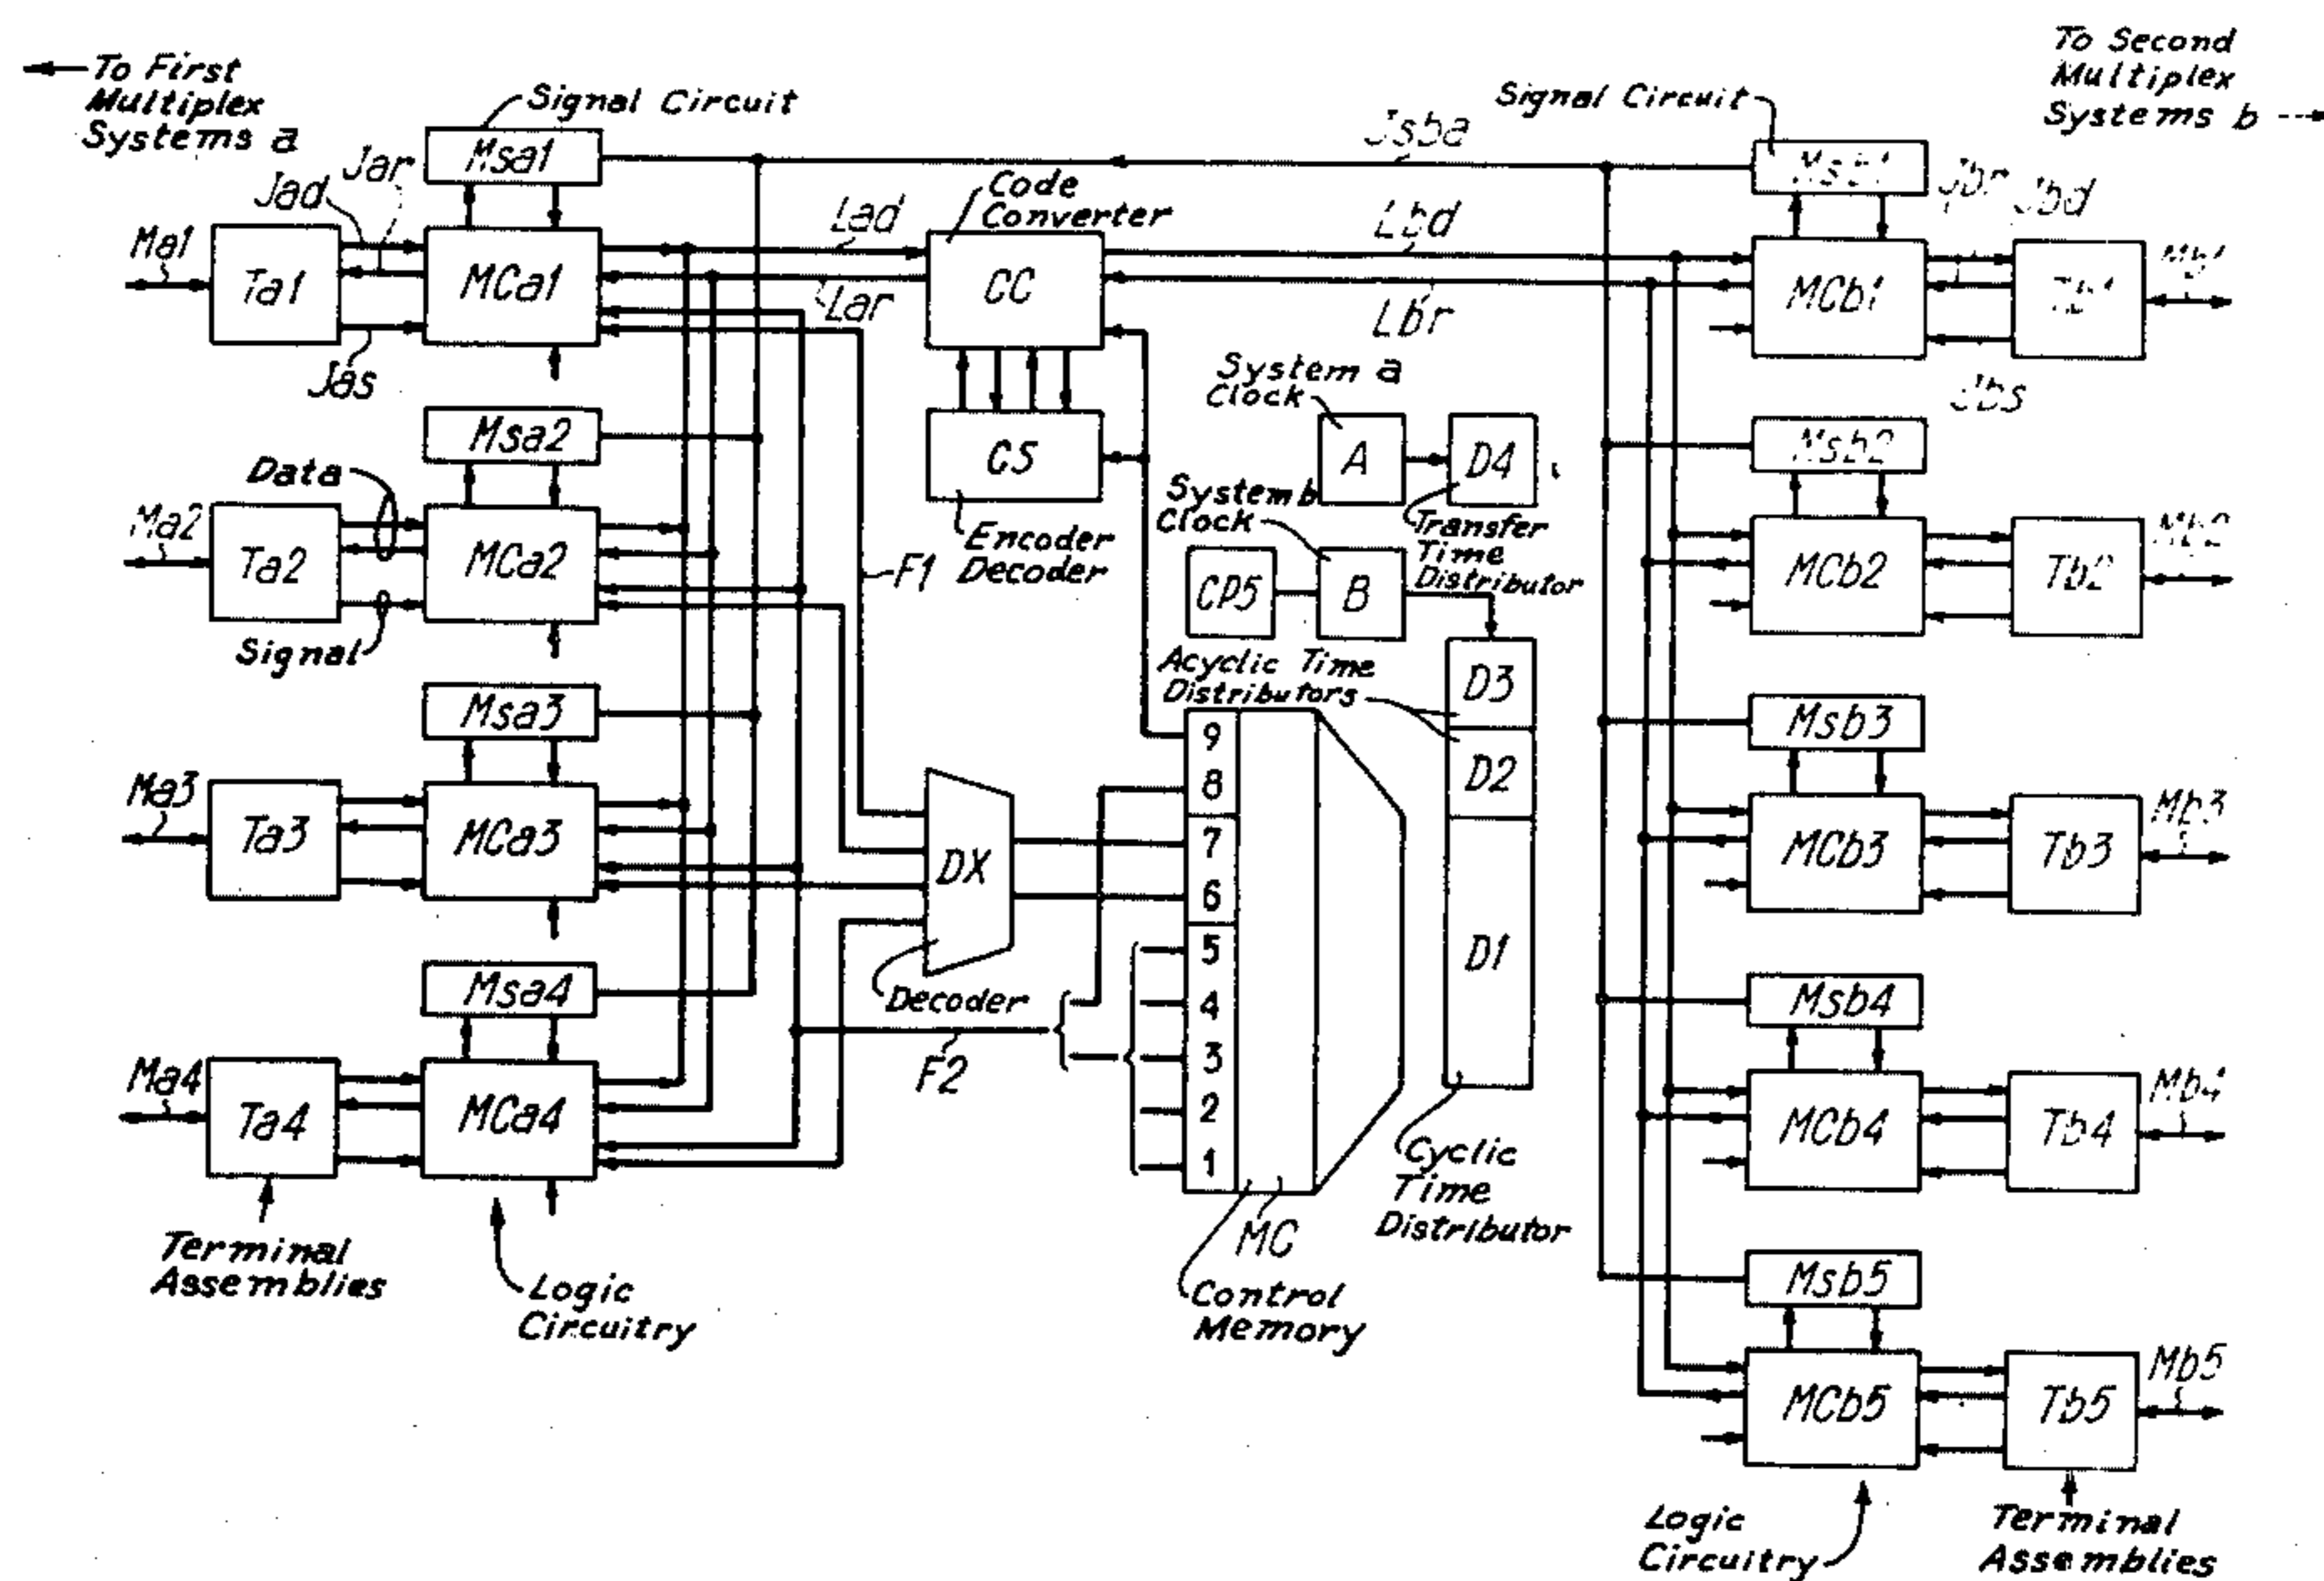 To First
Multiplex
Systems a
Signal Circuit
Msa1
Jad
Jar
Ma1
Ta1
MCa1
Jas
Lad
Lar
Code
Converter
CC
Jsba
Lbd
Lbr
Signal Circuit
To Second
Multiplex
Systems b
Msb1
Jbr
Jbd
MCb1
Tb1
Mb1
Jbs
Msa2
Data
Ma2
Ta2
MCa2
Signal
F1
CS
Encoder
Decoder
System a
Clock
A
D4
Transfer
Time
Distributor
System b
Clock
CP5
B
Msb2
MCb2
Tb2
Mb2
Msa3
Ma3
Ta3
MCa3
DX
Decoder
Acyclic Time
Distributors
D3
D2
D1
9
8
7
6
5
4
3
2
1
Msb3
MCb3
Tb3
Mb3
Msa4
Ma4
Ta4
MCa4
F2
MC
Control
Memory
Cyclic
Time
Distributor
Msb4
MCb4
Tb4
Mb4
Terminal
Assemblies
Logic
Circuitry
Msb5
MCb5
Tb5
Mb5
Logic
Circuitry
Terminal
Assemblies